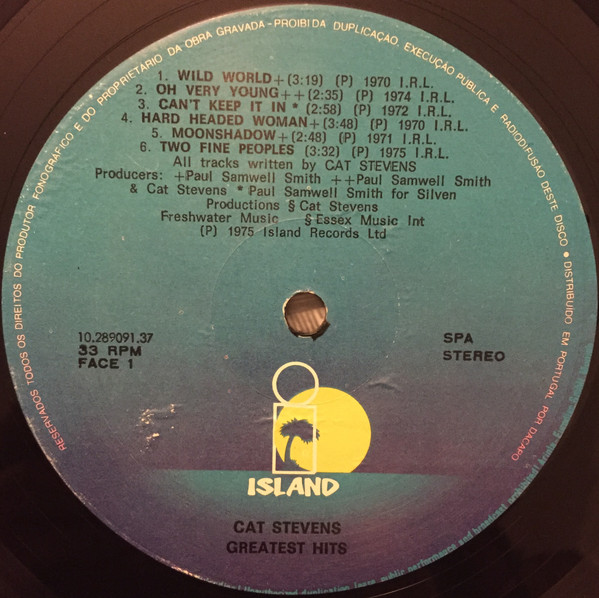 RESERVADOS TODOS OS DIREITOS DO PRODUTOR FONOGRAFICO E DO PROPRIETARIO DA OBRA GRAVADA - PROIBIDA DUPLICAÇAO, EXECUÇÃO PUBLICA E RADIODIFUSÃO DESTE DISCO • DISTRIBUIDO EM PORTUGAL POR DACAPO
1. WILD WORLD+(3:19) (P) 1970 I.R.L.
2. OH VERY YOUNG++(2:35) (P) 1974 I.R.L.
3. CAN'T KEEP IT IN * (2:58) (P) 1972 I.R.L.
4. HARD HEADED WOMAN+(3:48) (P) 1970 I.R.L.
5. MOONSHADOW+(2:48) (P) 1971 I.R.L.
6. TWO FINE PEOPLES (3:32) (P) 1975 I.R.L.
All tracks written by CAT STEVENS
Producers: +Paul Samwell Smith ++Paul Samwell Smith
& Cat Stevens * Paul Samwell Smith for Silven
Productions § Cat Stevens
Freshwater Music § Essex Music Int
(P) 1975 Island Records Ltd
10.289091.37
33 RPM
FACE 1
SPA
STEREO
ISLAND
CAT STEVENS
GREATEST HITS
public performance and broadcast